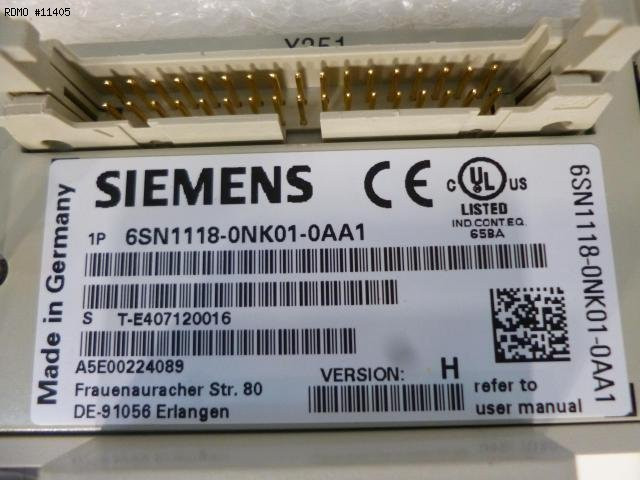 RDMO #11405
X351
SIEMENS
CE
C UL US
LISTED
IND.CONT.EQ.
65BA
1P 6SN1118-0NK01-0AA1
S T-E407120016
A5E00224089
Frauenauracher Str. 80
DE-91056 Erlangen
VERSION: H
refer to
user manual
Made in Germany
6SN1118-0NK01-0AA1